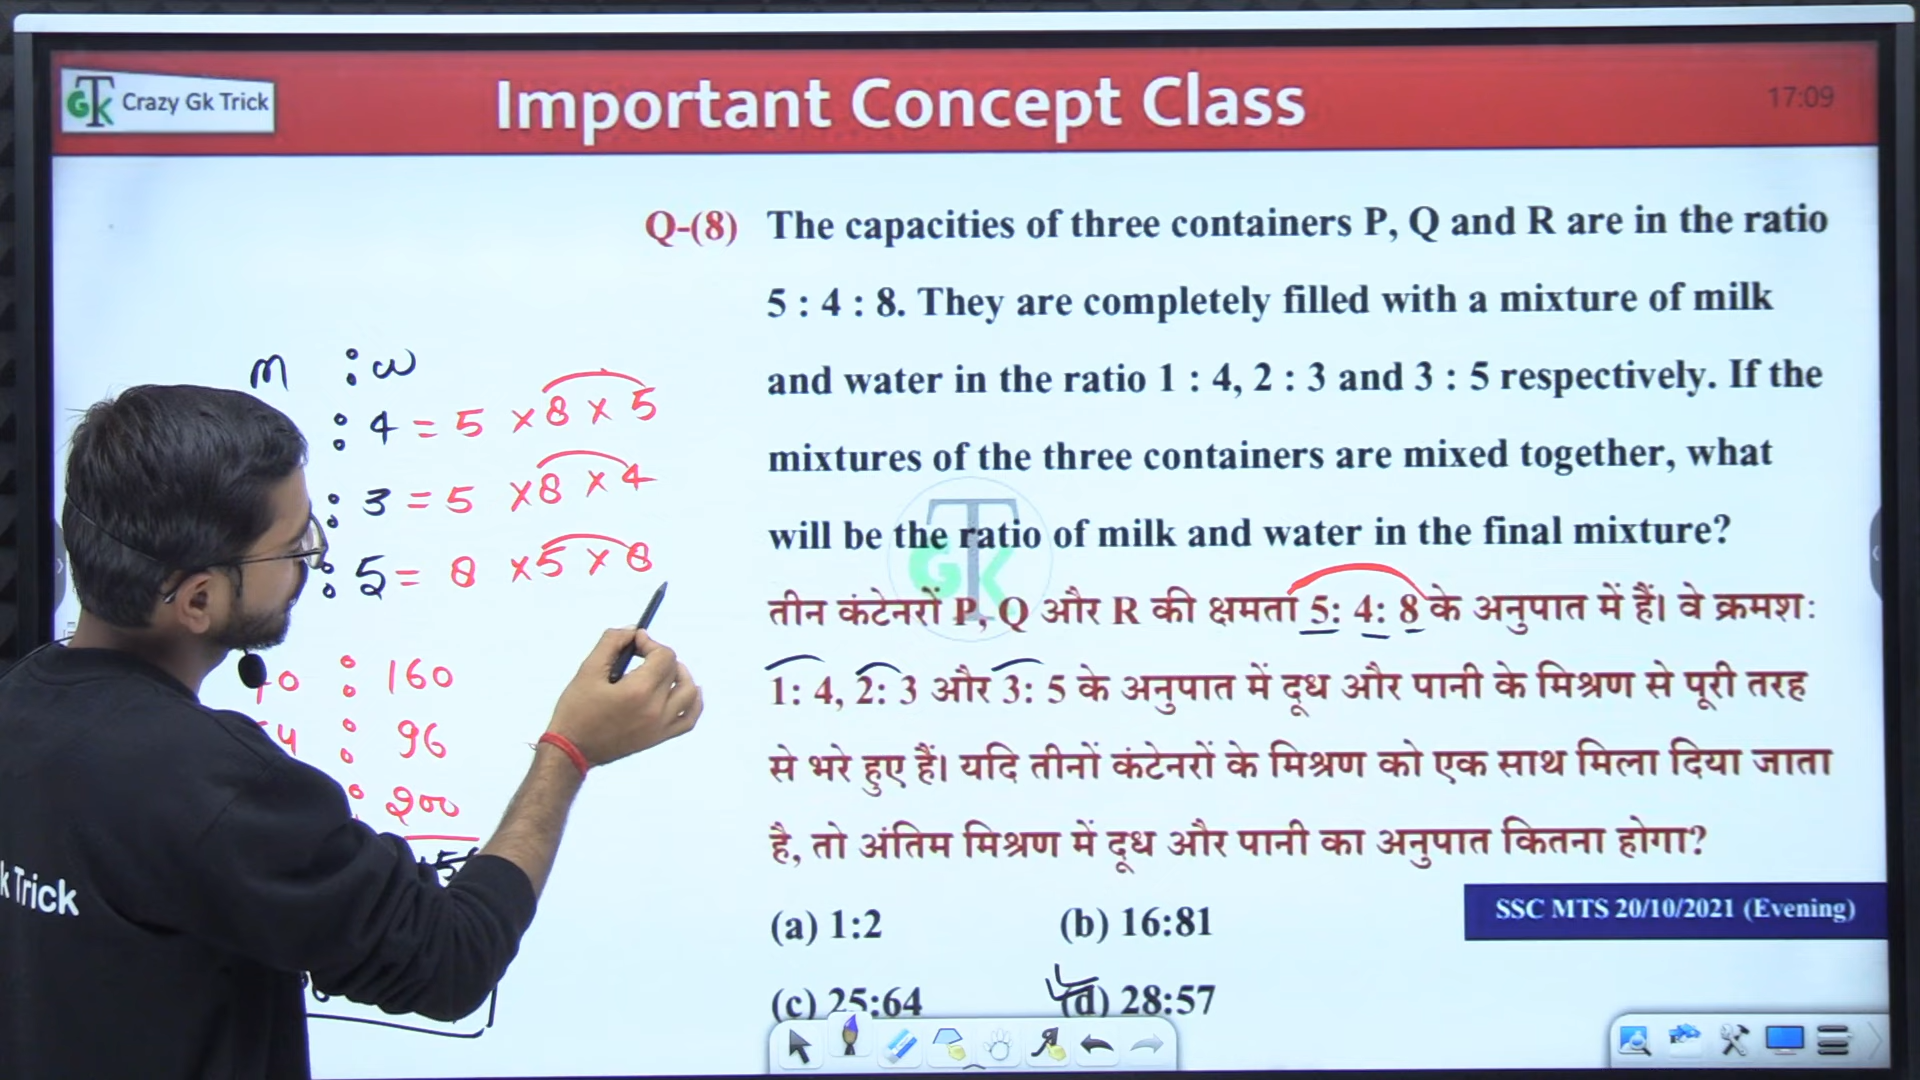 GTK Crazy Gk Trick
Important Concept Class
17:09
Q-(8) The capacities of three containers P, Q and R are in the ratio
5 : 4 : 8. They are completely filled with a mixture of milk
and water in the ratio 1 : 4, 2 : 3 and 3 : 5 respectively. If the
mixtures of the three containers are mixed together, what
will be the ratio of milk and water in the final mixture?
तीन कंटेनरों P, Q और R की क्षमता 5: 4: 8 के अनुपात में हैं। वे क्रमशः
1: 4, 2: 3 और 3: 5 के अनुपात में दूध और पानी के मिश्रण से पूरी तरह
से भरे हुए हैं। यदि तीनों कंटेनरों के मिश्रण को एक साथ मिला दिया जाता
है, तो अंतिम मिश्रण में दूध और पानी का अनुपात कितना होगा?
(a) 1:2 (b) 16:81
(c) 25:64 (d) 28:57
SSC MTS 20/10/2021 (Evening)
m : w
: 4 = 5 × 8 × 5
: 3 = 5 × 8 × 4
: 5 = 8 × 5 × 8
: 160
: 96
: 200
k Trick